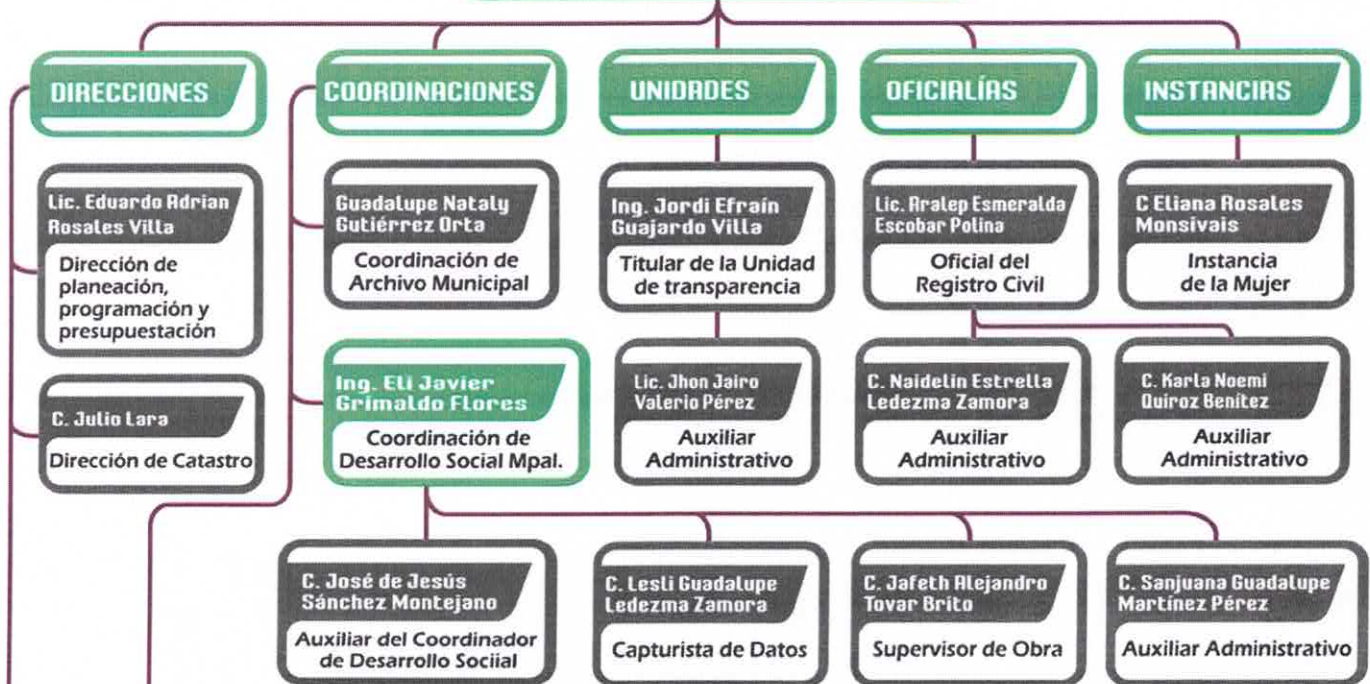 DIRECCIONES
COORDINACIONES
UNIDADES
OFICIALÍAS
INSTANCIAS
Lic. Eduardo Adrian
Rosales Villa
Dirección de
planeación,
programación y
presupuestación
Guadalupe Nataly
Gutiérrez Orta
Coordinación de
Archivo Municipal
Ing. Jordi Efraín
Guajardo Villa
Titular de la Unidad
de transparencia
Lic. Aralep Esmeralda
Escobar Polina
Oficial del
Registro Civil
C Eliana Rosales
Monsivais
Instancia
de la Mujer
C. Julio Lara
Dirección de Catastro
Ing. Eli Javier
Grimaldo Flores
Coordinación de
Desarrollo Social Mpal.
Lic. Jhon Jairo
Valerio Pérez
Auxiliar
Administrativo
C. Naidelin Estrella
Ledezma Zamora
Auxiliar
Administrativo
C. Karla Noemi
Quiroz Benítez
Auxiliar
Administrativo
C. José de Jesús
Sánchez Montejano
Auxiliar del Coordinador
de Desarrollo Sociial
C. Lesli Guadalupe
Ledezma Zamora
Capturista de Datos
C. Jafeth Alejandro
Tovar Brito
Supervisor de Obra
C. Sanjuana Guadalupe
Martínez Pérez
Auxiliar Administrativo